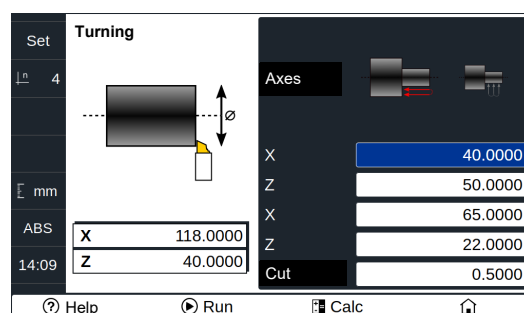 Set
Turning
n 4
Axes
ø
X 40.0000
Z 50.0000
mm
X 65.0000
ABS
X 118.0000
Z 22.0000
14:09
Z 40.0000
Cut 0.5000
? Help
Run
Calc